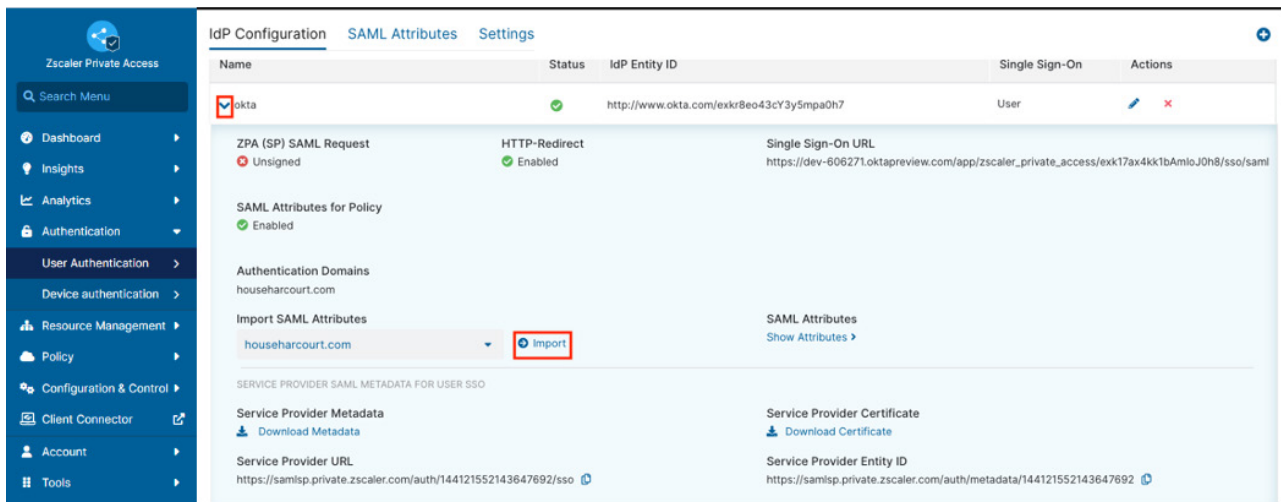 Zscaler Private Access
Search Menu
Dashboard
Insights
Analytics
Authentication
User Authentication
Device authentication
Resource Management
Policy
Configuration & Control
Client Connector
Account
Tools
IdP Configuration SAML Attributes Settings
Name Status IdP Entity ID Single Sign-On Actions
okta http://www.okta.com/exkr8eo43cY3y5mpa0h7 User
ZPA (SP) SAML Request HTTP-Redirect Single Sign-On URL
Unsigned Enabled https://dev-606271.oktapreview.com/app/zscaler_private_access/exk17ax4kk1bAmIoJ0h8/sso/saml
SAML Attributes for Policy
Enabled
Authentication Domains
househarcourt.com
Import SAML Attributes SAML Attributes
househarcourt.com Import Show Attributes >
SERVICE PROVIDER SAML METADATA FOR USER SSO
Service Provider Metadata Service Provider Certificate
Download Metadata Download Certificate
Service Provider URL Service Provider Entity ID
https://samlsp.private.zscaler.com/auth/144121552143647692/sso https://samlsp.private.zscaler.com/auth/metadata/144121552143647692